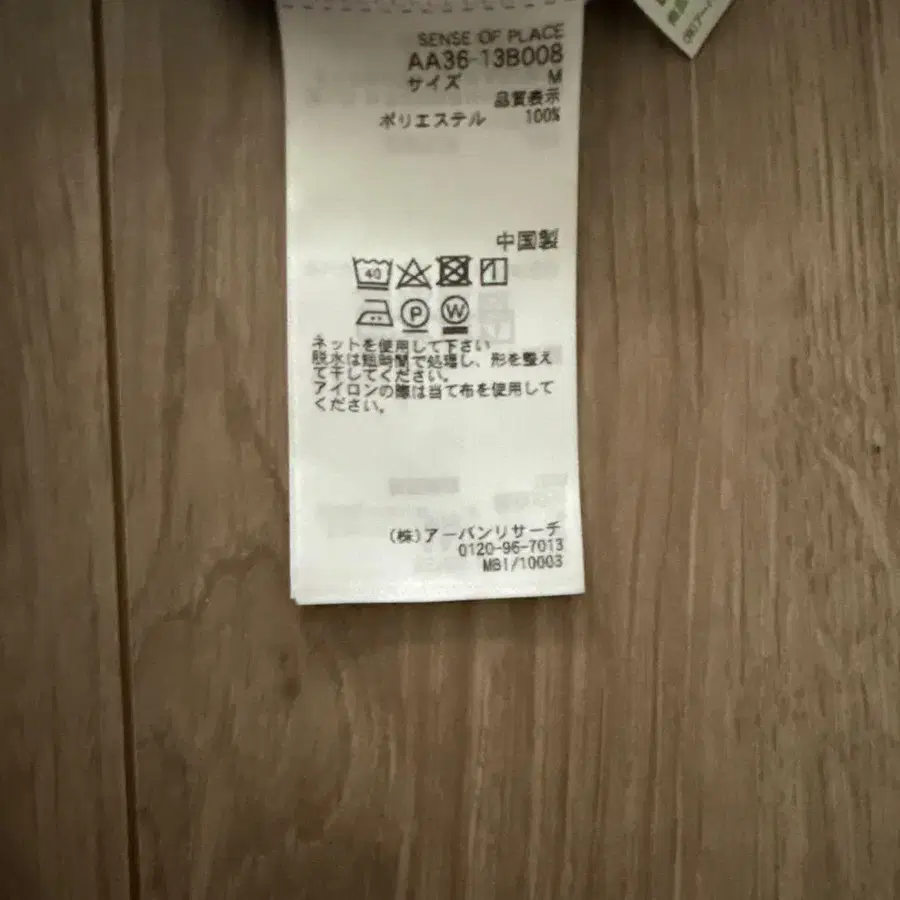 SENSE OF PLACE
AA36-13B008
サイズ M
品質表示
ポリエステル 100%
中国製
40
P W
ネットを使用して下さい
脱水は短時間で処理し、形を整え
て干してください。
アイロンの際は当て布を使用して
ください。
(株)アーバンリサーチ
0120-96-7013
MBI/10003